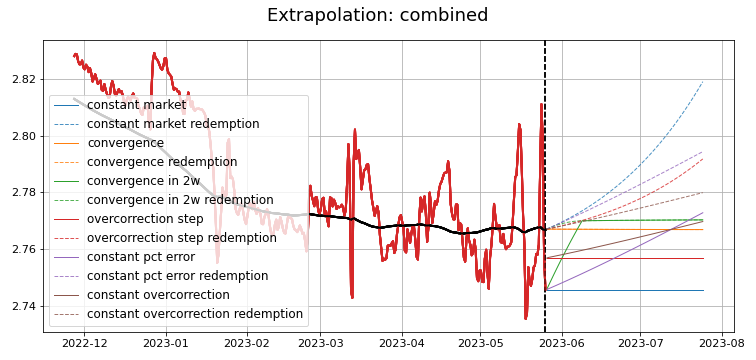 Extrapolation: combined
2.82
2.80
2.78
2.76
2.74
constant market
constant market redemption
convergence
convergence redemption
convergence in 2w
convergence in 2w redemption
overcorrection step
overcorrection step redemption
constant pct error
constant pct error redemption
constant overcorrection
constant overcorrection redemption
2022-12 2023-01 2023-02 2023-03 2023-04 2023-05 2023-06 2023-07 2023-08